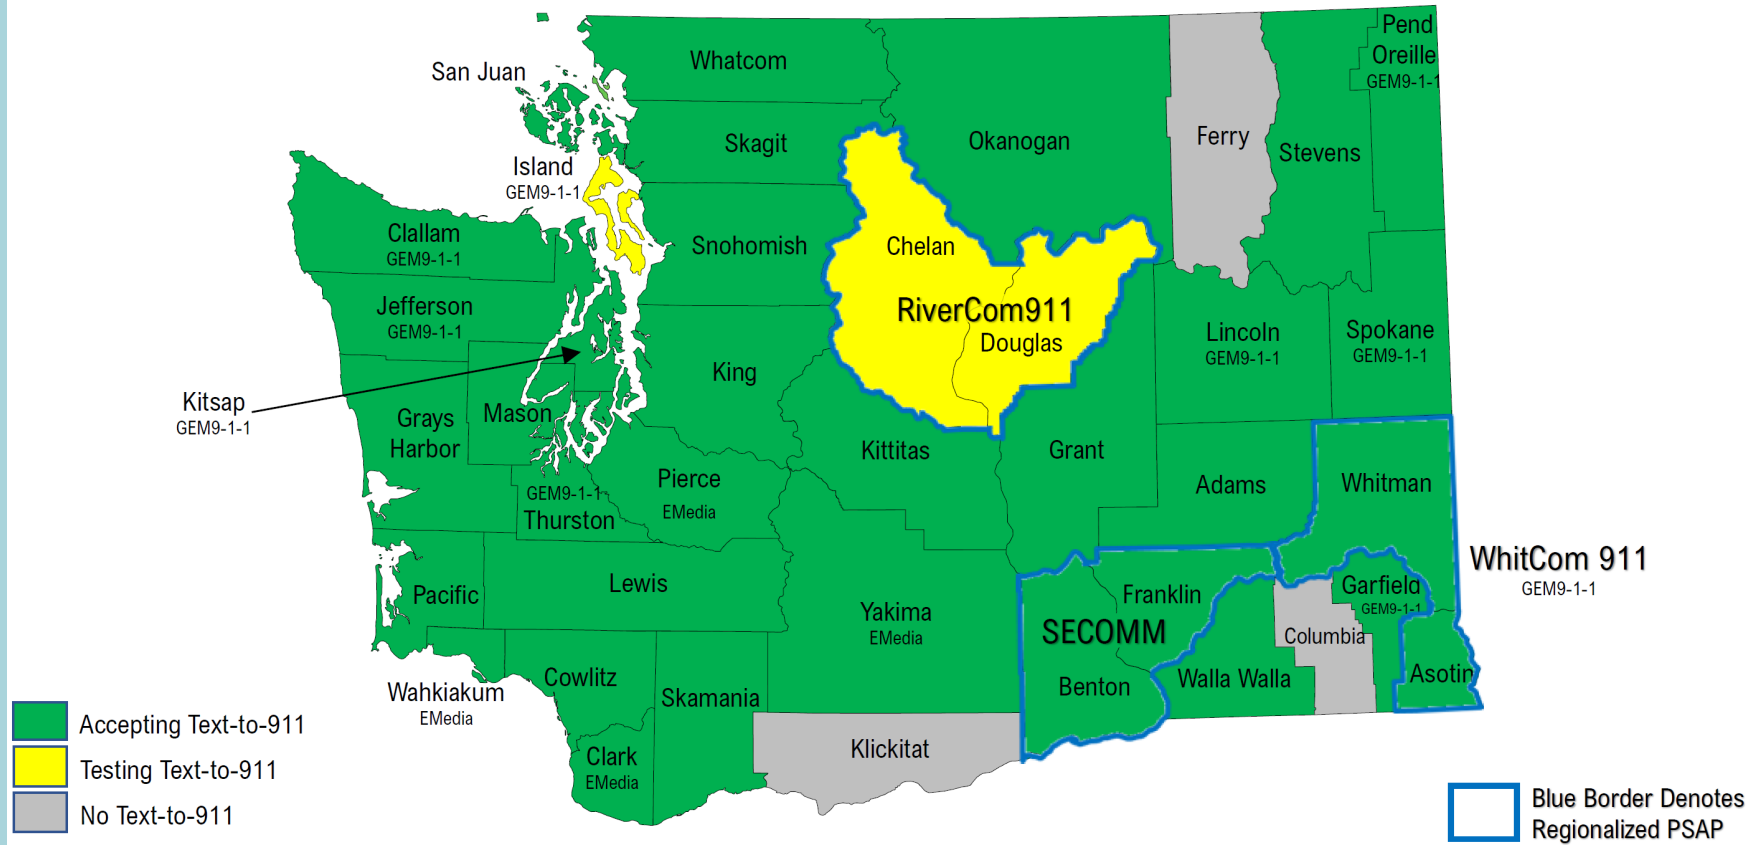 Whatcom
Pend
Oreille
GEM9-1-1
San Juan
Skagit
Okanogan
Ferry
Stevens
Island
GEM9-1-1
Clallam
GEM9-1-1
Snohomish
Chelan
Jefferson
GEM9-1-1
RiverCom911
Douglas
Lincoln
GEM9-1-1
Spokane
GEM9-1-1
King
Kitsap
GEM9-1-1
Grays
Harbor
Mason
Kittitas
Grant
Pierce
EMedia
GEM9-1-1
Thurston
Adams
Whitman
WhitCom 911
GEM9-1-1
Pacific
Lewis
Yakima
EMedia
Franklin
SECOMM
Benton
Garfield
GEM9-1-1
Columbia
Walla Walla
Asotin
Wahkiakum
EMedia
Cowlitz
Skamania
Clark
EMedia
Klickitat
Accepting Text-to-911
Testing Text-to-911
No Text-to-911
Blue Border Denotes
Regionalized PSAP